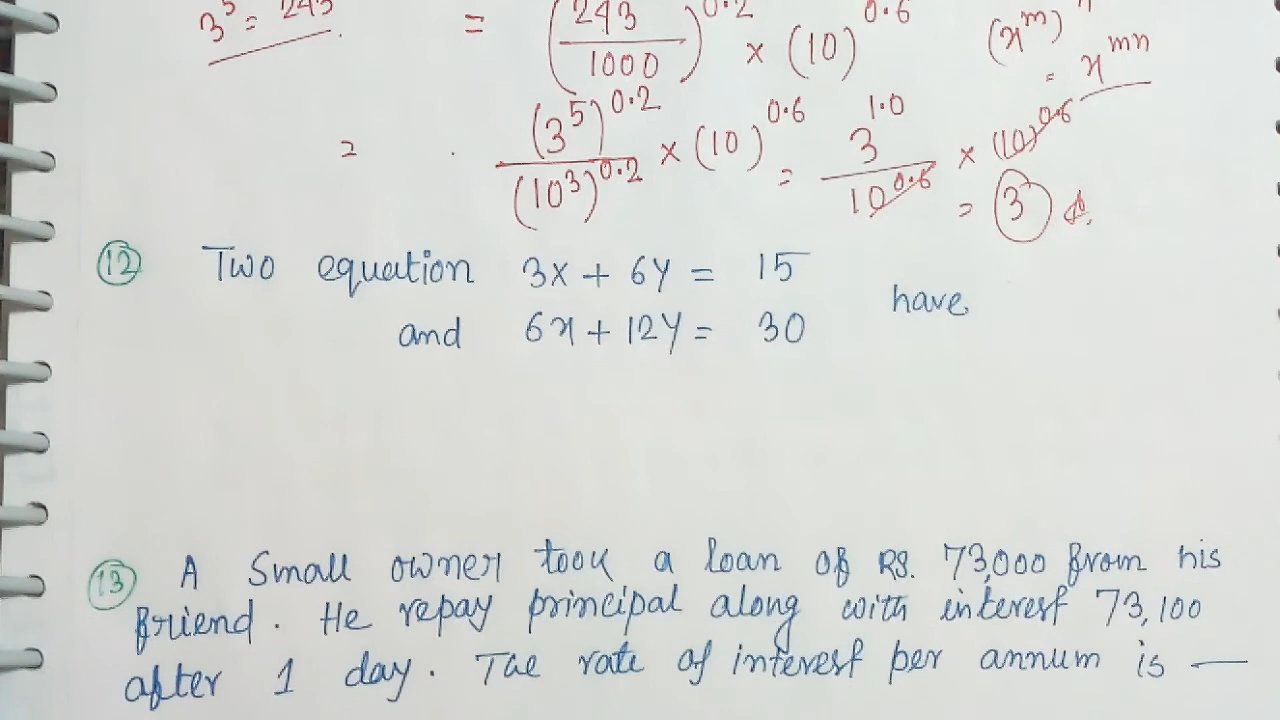 3⁵ = 243
= (243/1000)^0.2 × (10)^0.6
(x^m)^n = x^mn
= (3⁵)^0.2/(10³)^0.2 × (10)^0.6 = 3^1.0/10^0.6 × (10)^0.6 = 3
12 Two equation 3x + 6y = 15
and 6x + 12y = 30 have
13 A Small owner took a loan of RS. 73,000 from his
friend. He repay principal along with interest 73,100
after 1 day. The rate of interest per annum is —